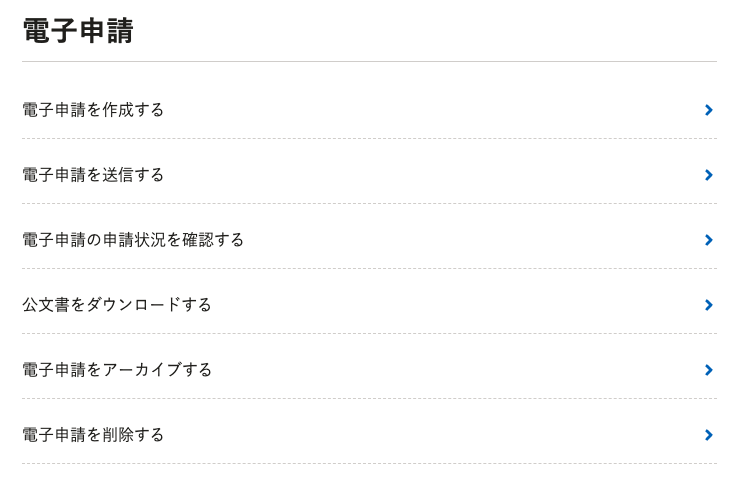 電子申請
電子申請を作成する
電子申請を送信する
電子申請の申請状況を確認する
公文書をダウンロードする
電子申請をアーカイブする
電子申請を削除する